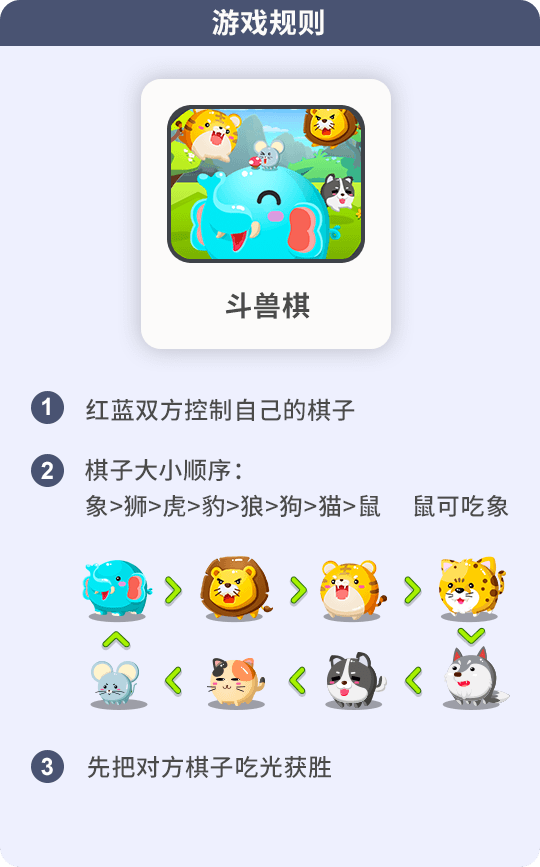 游戏规则
斗兽棋
1 红蓝双方控制自己的棋子
2 棋子大小顺序：
象>狮>虎>豹>狼>狗>猫>鼠 鼠可吃象
3 先把对方棋子吃光获胜